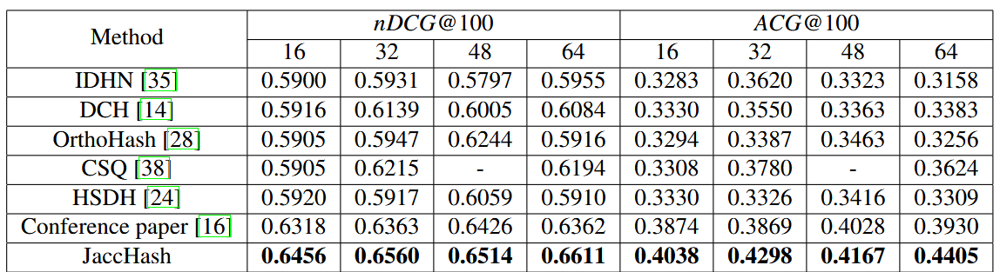 Method nDCG@100 ACG@100
16 32 48 64 16 32 48 64
IDHN [35] 0.5900 0.5931 0.5797 0.5955 0.3283 0.3620 0.3323 0.3158
DCH [14] 0.5916 0.6139 0.6005 0.6084 0.3330 0.3550 0.3363 0.3383
OrthoHash [28] 0.5905 0.5947 0.6244 0.5916 0.3294 0.3387 0.3463 0.3256
CSQ [38] 0.5905 0.6215 - 0.6194 0.3308 0.3780 - 0.3624
HSDH [24] 0.5920 0.5917 0.6059 0.5910 0.3330 0.3326 0.3416 0.3309
Conference paper [16] 0.6318 0.6363 0.6426 0.6362 0.3874 0.3869 0.4028 0.3930
JaccHash 0.6456 0.6560 0.6514 0.6611 0.4038 0.4298 0.4167 0.4405